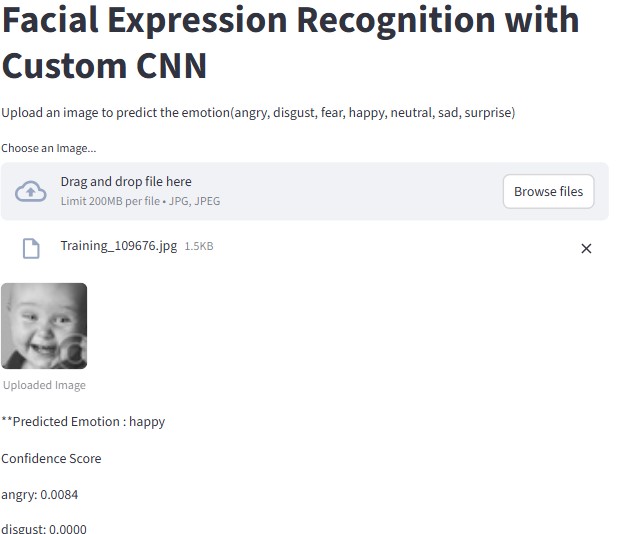 Facial Expression Recognition with
Custom CNN
Upload an image to predict the emotion(angry, disgust, fear, happy, neutral, sad, surprise)
Choose an Image...
Drag and drop file here
Limit 200MB per file • JPG, JPEG
Browse files
Training_109676.jpg 1.5KB
Uploaded Image
**Predicted Emotion : happy
Confidence Score
angry: 0.0084
disgust: 0.0000